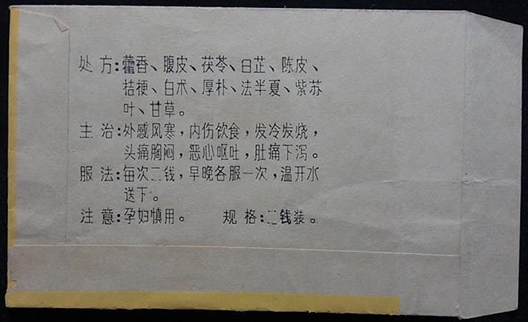 处方:藿香、腹皮、茯苓、白芷、陈皮、
桔梗、白术、厚朴、法半夏、紫苏
叶、甘草。
主治:外感风寒,内伤饮食,发冷发烧,
头痛胸闷,恶心呕吐,肚痛下泻。
服法:每次二钱,早晚各服一次,温开水
送下。
注意:孕妇慎用。 规格:二钱装。